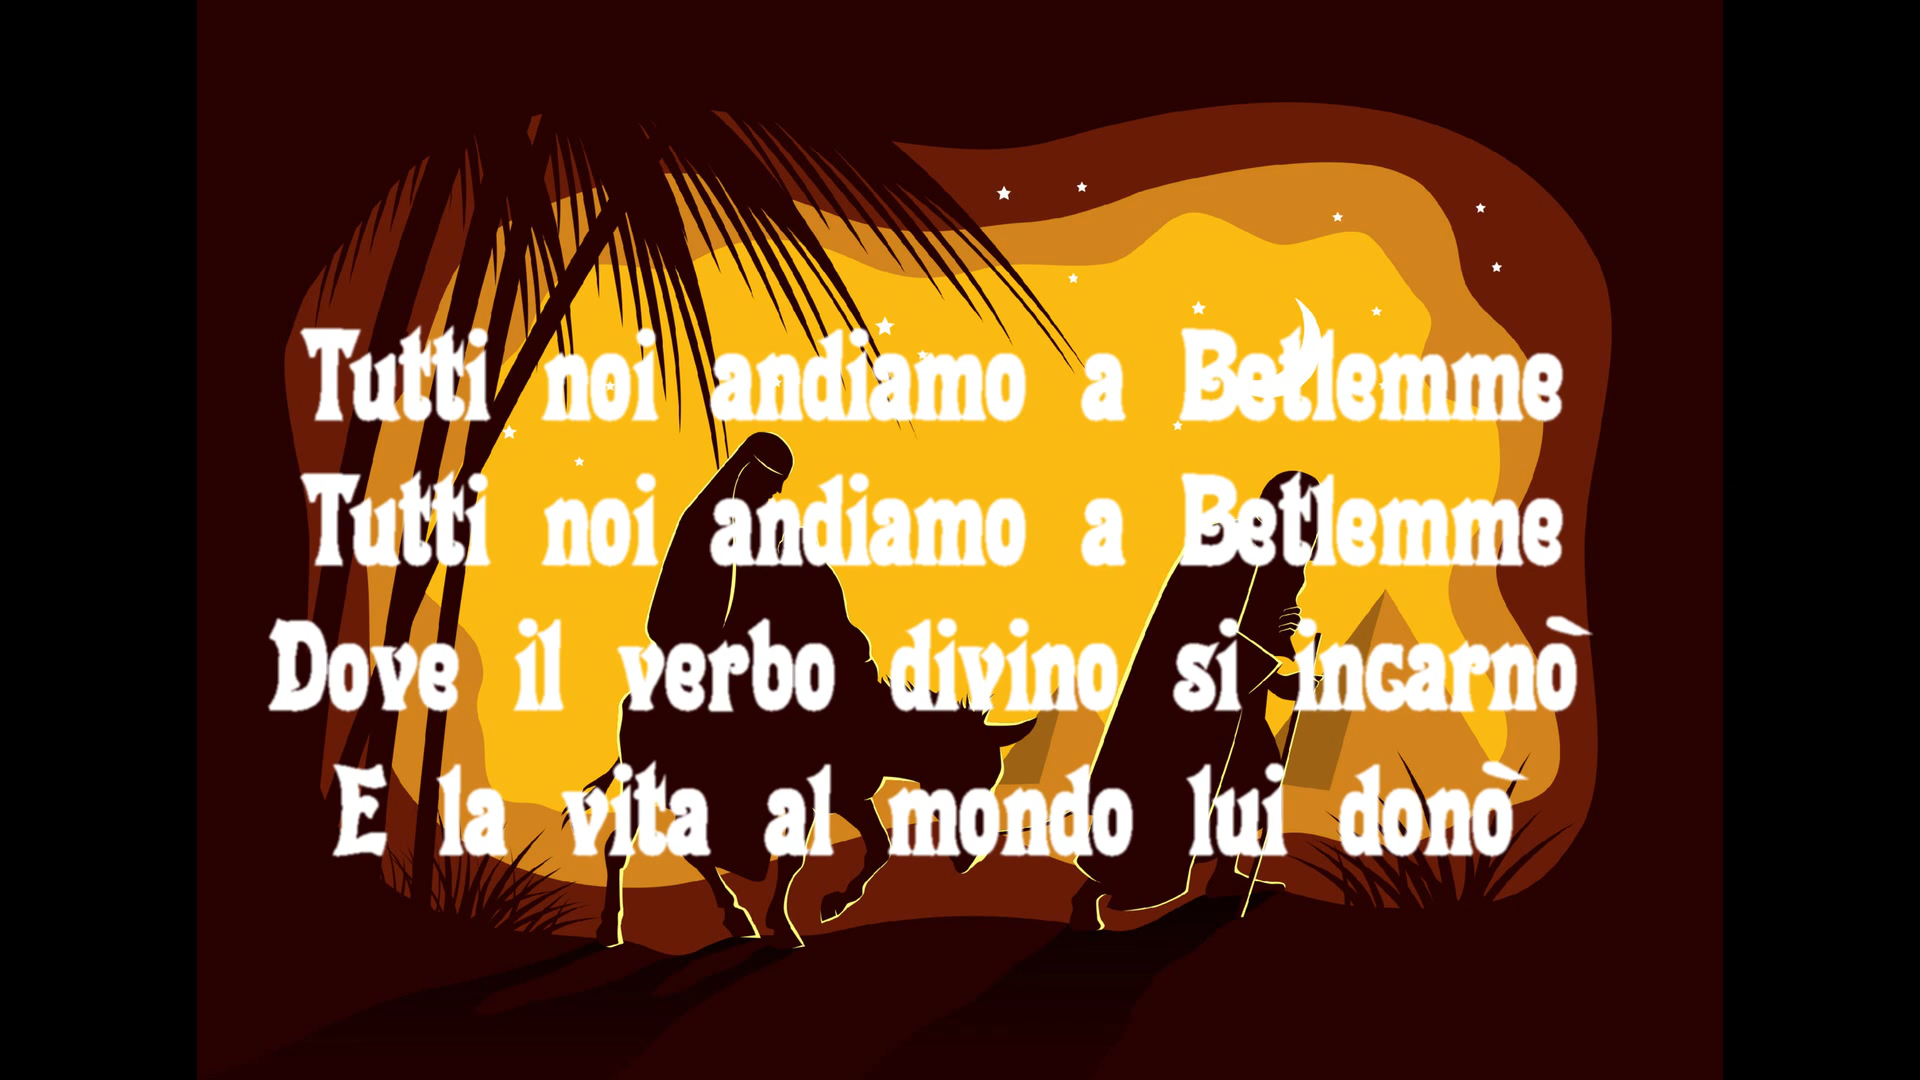 Tutti noi andiamo a Betlemme
Tutti noi andiamo a Betlemme
Dove il verbo divino si incarnò
E la vita al mondo lui donò